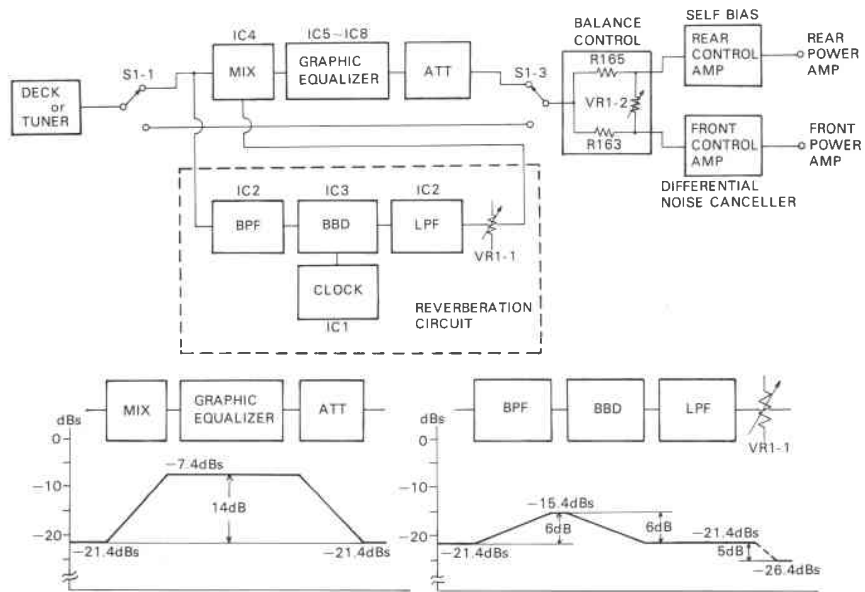 SELF BIAS
IC4
IC5~IC8
BALANCE
CONTROL
REAR
CONTROL
AMP
REAR
POWER
AMP
S1-1
MIX
GRAPHIC
EQUALIZER
ATT
S1-3
R165
VR1-2
DECK
or
TUNER
R163
FRONT
CONTROL
AMP
FRONT
POWER
AMP
DIFFERENTIAL
NOISE CANCELLER
IC2
IC3
IC2
BPF
BBD
LPF
VR1-1
CLOCK
IC1
REVERBERATION
CIRCUIT
MIX
GRAPHIC
EQUALIZER
ATT
dBs
0
-10
-20
-7.4dBs
14dB
-21.4dBs
-21.4dBs
BPF
BBD
LPF
VR1-1
dBs
0
-10
-20
-15.4dBs
6dB
6dB
-21.4dBs
-21.4dBs
5dB
-26.4dBs